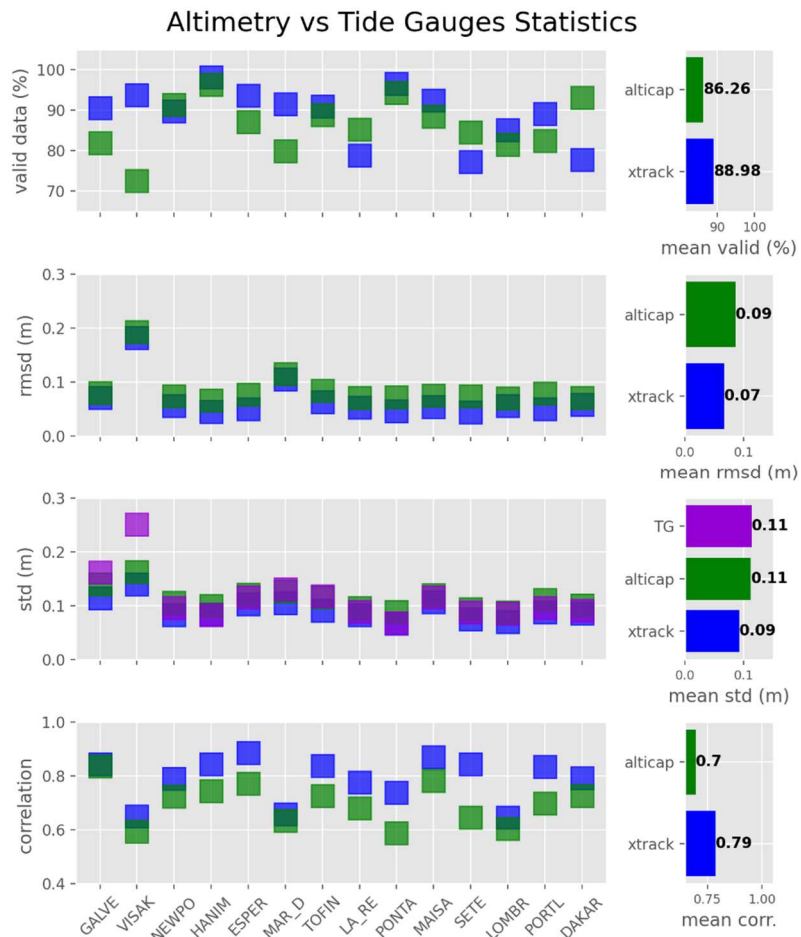 Altimetry vs Tide Gauges Statistics
valid data (%)
100
90
80
70
alticap
86.26
xtrack
88.98
90
100
mean valid (%)
rmsd (m)
0.3
0.2
0.1
0.0
alticap
0.09
xtrack
0.07
0.0
0.1
mean rmsd (m)
std (m)
0.3
0.2
0.1
0.0
TG
0.11
alticap
0.11
xtrack
0.09
0.0
0.1
mean std (m)
correlation
1.0
0.8
0.6
0.4
alticap
0.7
xtrack
0.79
0.75
1.00
mean corr.
GALVE
VISAK
NEWPO
HANIM
ESPER
MAR_D
TOFIN
LA_RE
PONTA
MAISA
SETE
LOMBR
PORTL
DAKAR